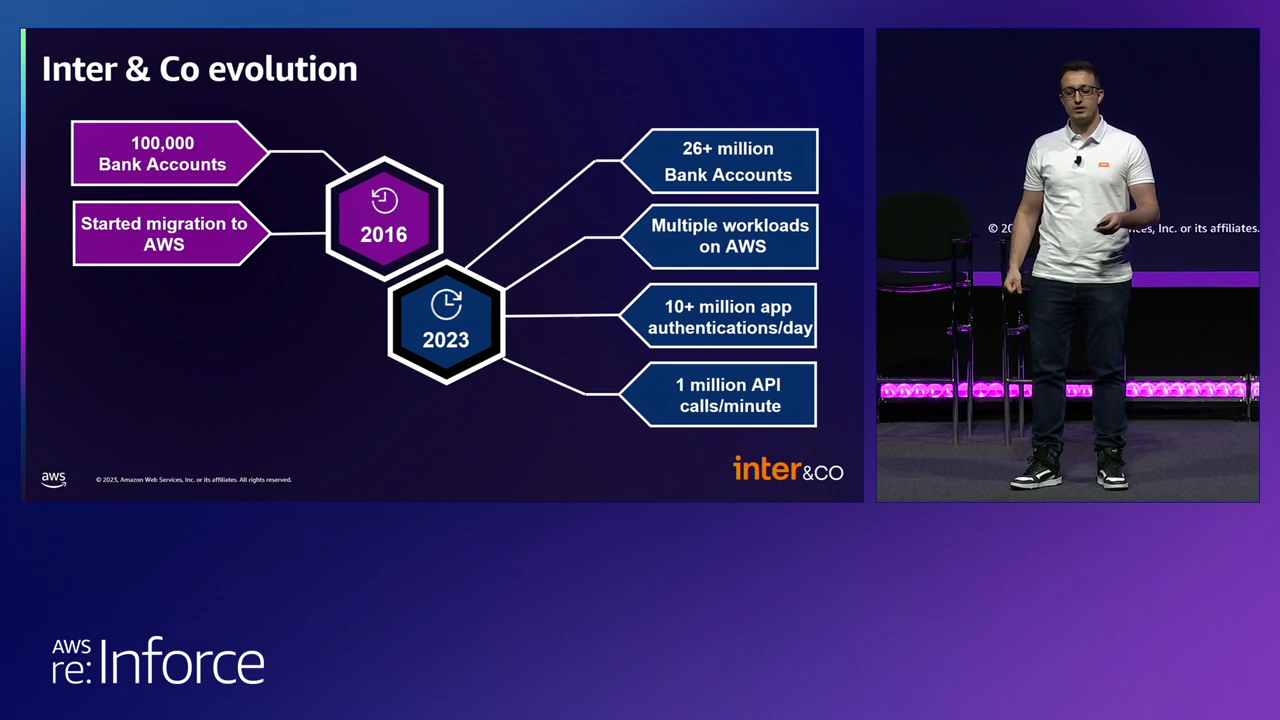 Inter & Co evolution
100,000
Bank Accounts
Started migration to
AWS
2016
2023
26+ million
Bank Accounts
Multiple workloads
on AWS
10+ million app
authentications/day
1 million API
calls/minute
aws
© 2023, Amazon Web Services, Inc. or its affiliates. All rights reserved.
inter&CO
© 20
Services, Inc. or its affiliates.
AWS
re:Inforce